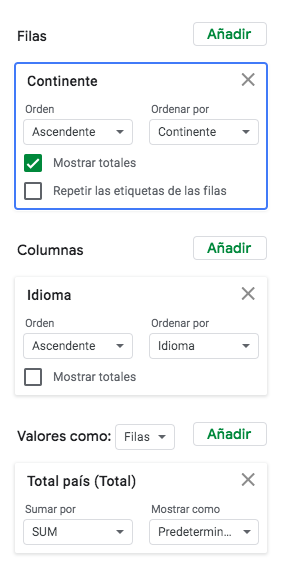 Filas Añadir
Continente
Orden Ordenar por
Ascendente Continente
Mostrar totales
Repetir las etiquetas de las filas
Columnas Añadir
Idioma
Orden Ordenar por
Ascendente Idioma
Mostrar totales
Valores como: Filas Añadir
Total país (Total)
Sumar por Mostrar como
SUM Predetermin...